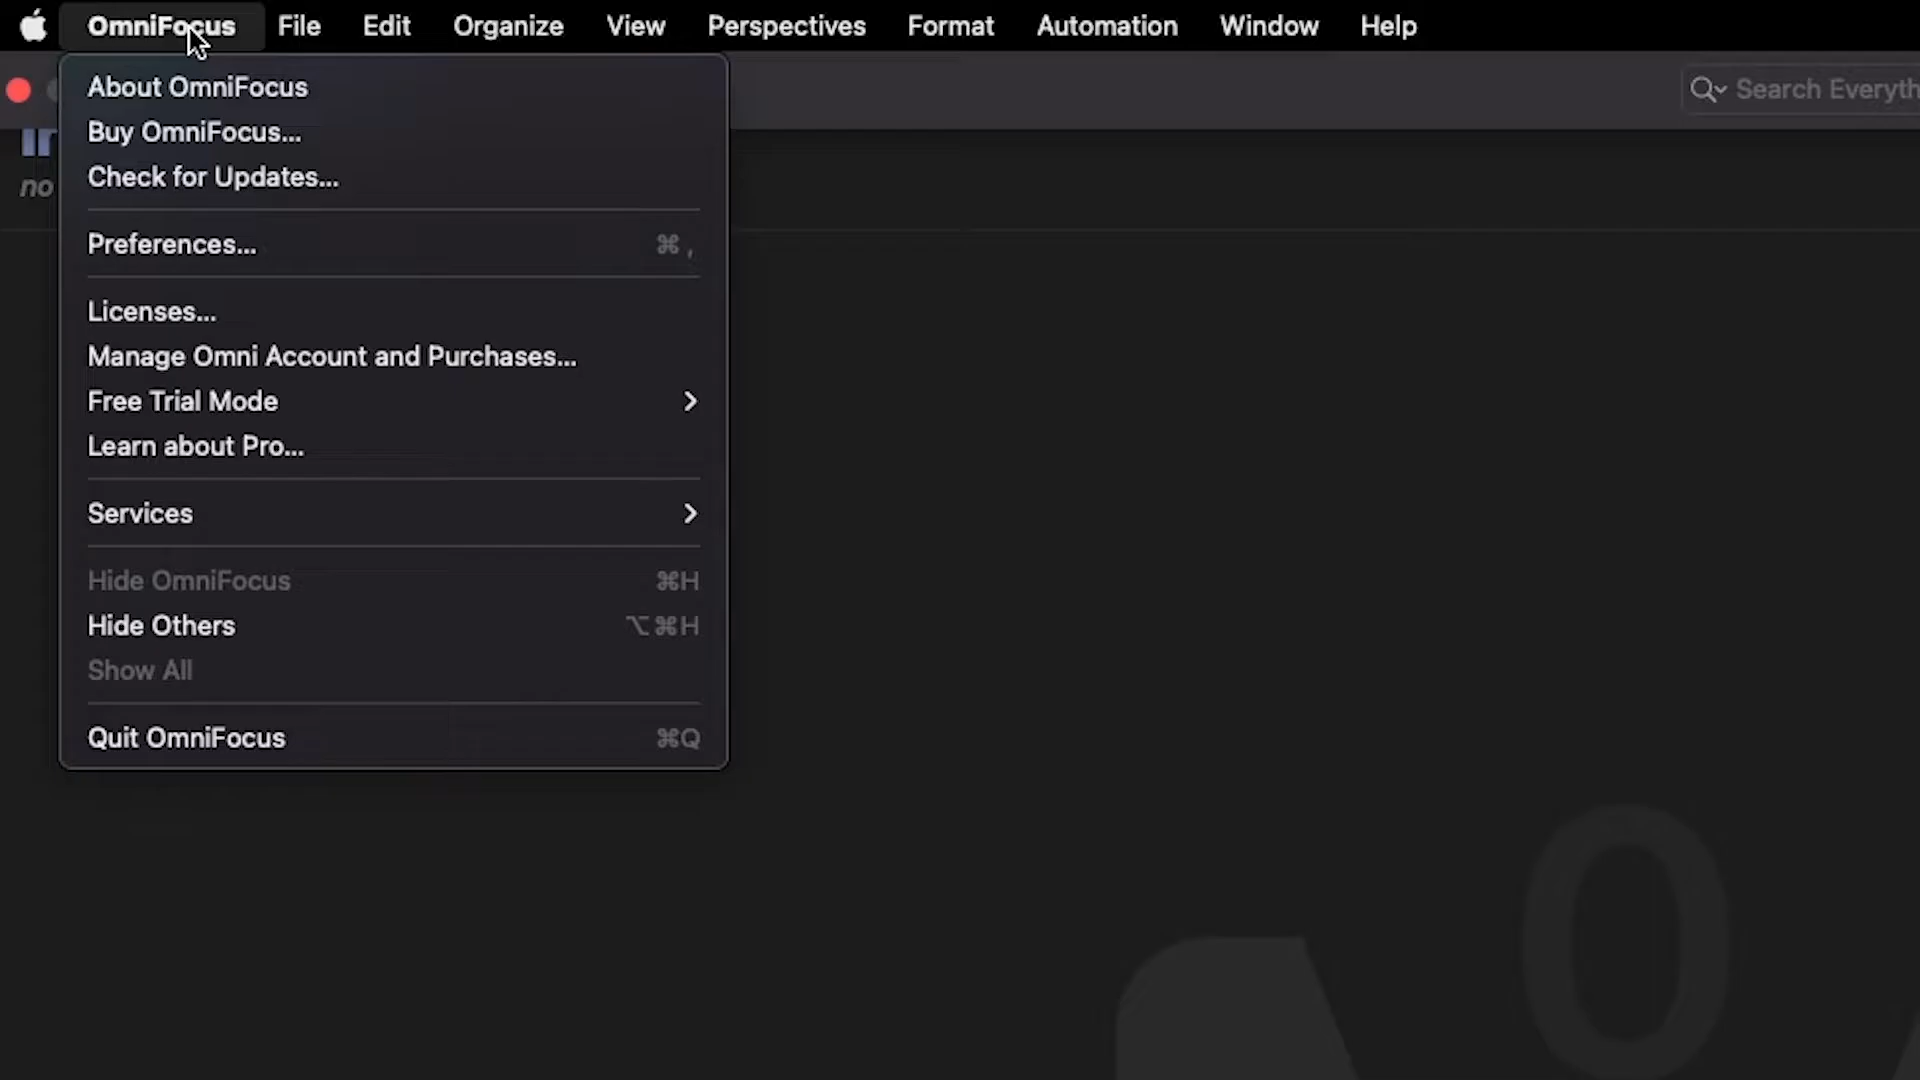 OmniFocus File Edit Organize View Perspectives Format Automation Window Help
About OmniFocus
Search Everyth
Buy OmniFocus...
Check for Updates...
no
Preferences... ⌘ ,
Licenses...
Manage Omni Account and Purchases...
Free Trial Mode
Learn about Pro...
Services
Hide OmniFocus ⌘H
Hide Others ⌥⌘H
Show All
Quit OmniFocus ⌘Q
0